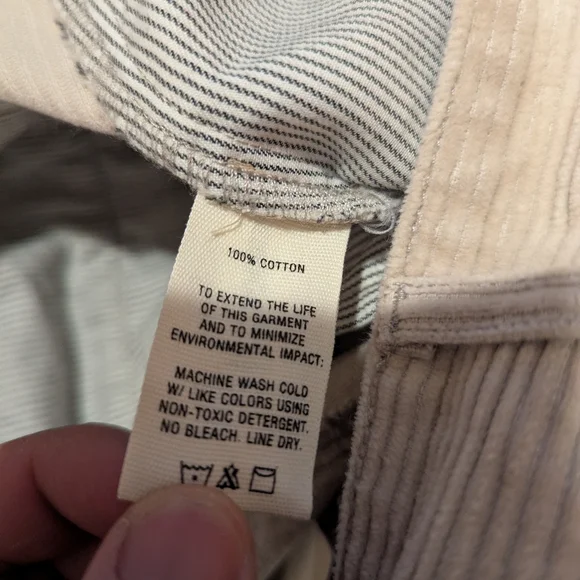 100% COTTON
TO EXTEND THE LIFE
OF THIS GARMENT
AND TO MINIMIZE
ENVIRONMENTAL IMPACT:
MACHINE WASH COLD
W/ LIKE COLORS USING
NON-TOXIC DETERGENT.
NO BLEACH. LINE DRY.